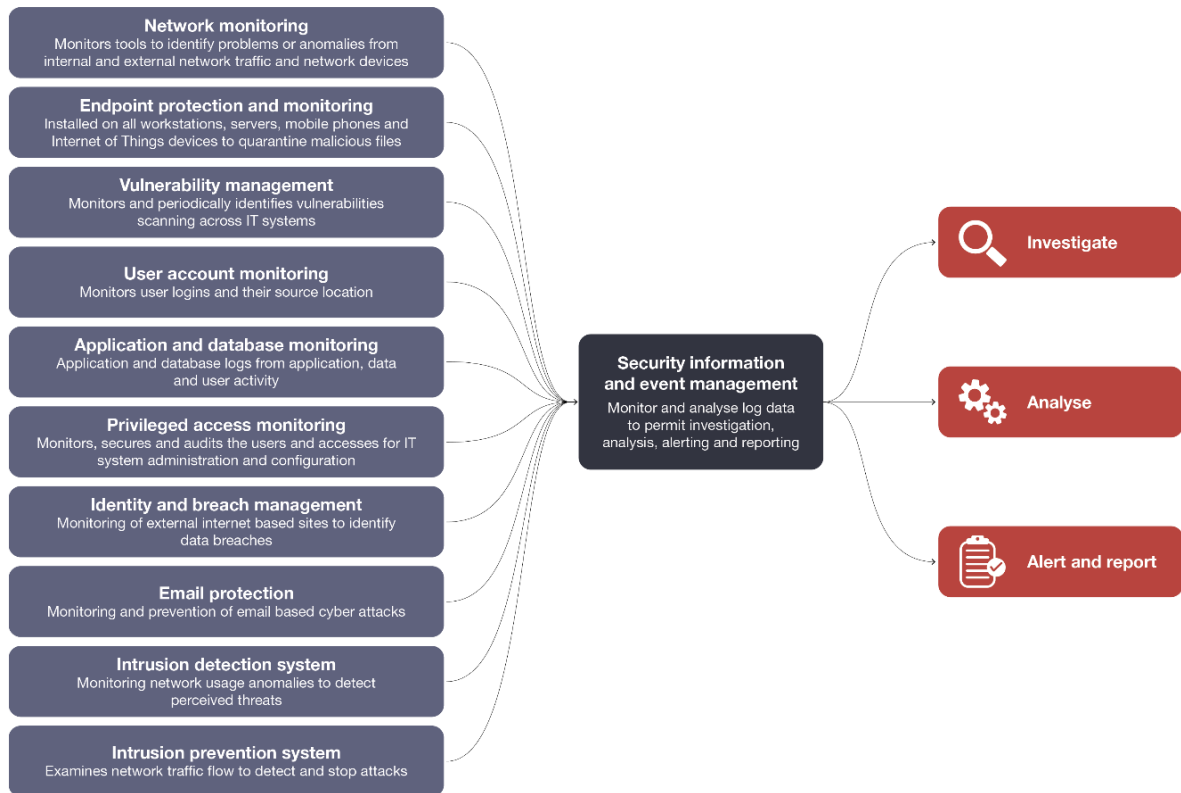 Network monitoring
Monitors tools to identify problems or anomalies from
internal and external network traffic and network devices
Endpoint protection and monitoring
Installed on all workstations, servers, mobile phones and
Internet of Things devices to quarantine malicious files
Vulnerability management
Monitors and periodically identifies vulnerabilities
scanning across IT systems
User account monitoring
Monitors user logins and their source location
Application and database monitoring
Application and database logs from application, data
and user activity
Privileged access monitoring
Monitors, secures and audits the users and accesses for IT
system administration and configuration
Identity and breach management
Monitoring of external internet based sites to identify
data breaches
Email protection
Monitoring and prevention of email based cyber attacks
Intrusion detection system
Monitoring network usage anomalies to detect
perceived threats
Intrusion prevention system
Examines network traffic flow to detect and stop attacks
Security information
and event management
Monitor and analyse log data
to permit investigation,
analysis, alerting and reporting
Investigate
Analyse
Alert and report